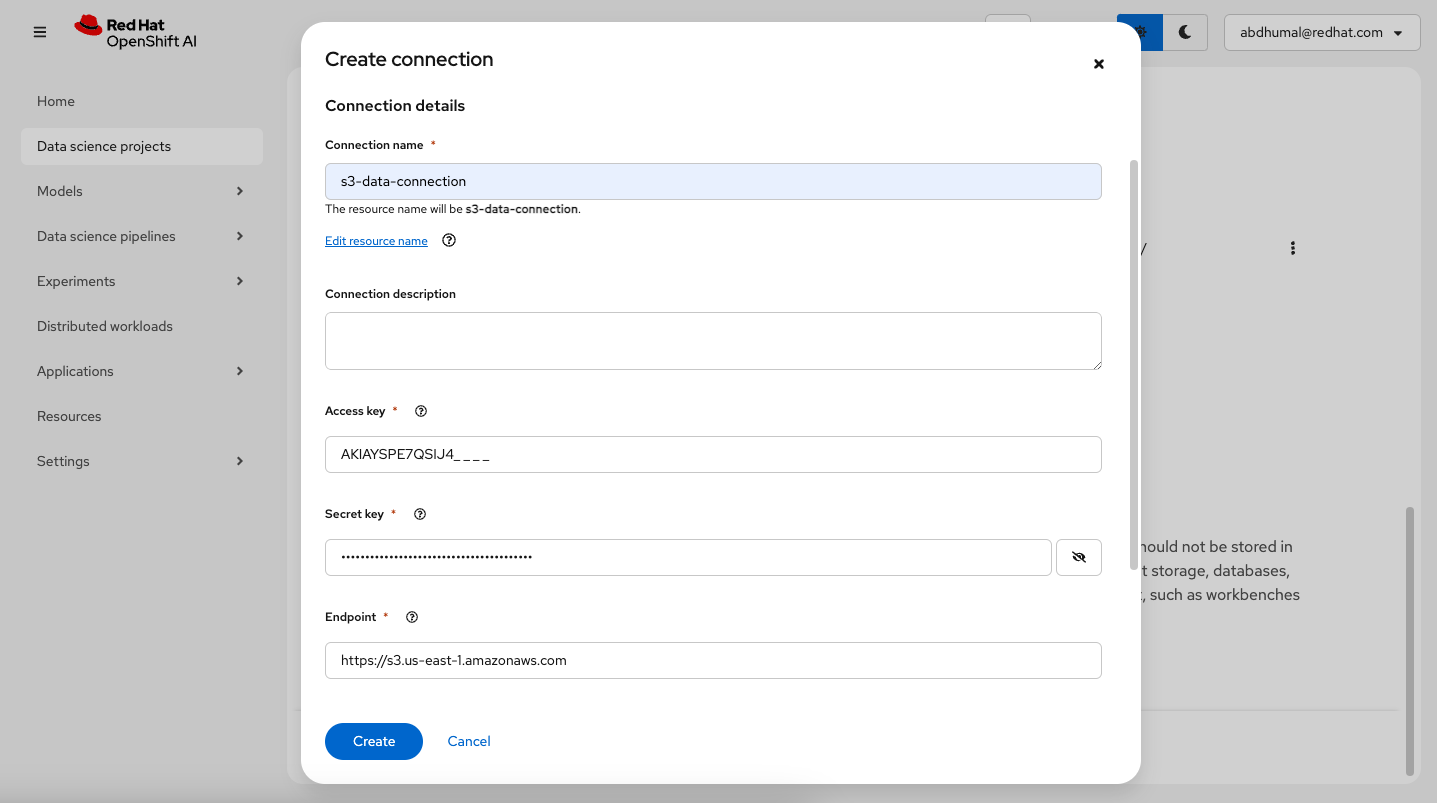 Red Hat
OpenShift AI
abdhumal@redhat.com
Home
Data science projects
Models
Data science pipelines
Experiments
Distributed workloads
Applications
Resources
Settings
Create connection
Connection details
Connection name *
s3-data-connection
The resource name will be s3-data-connection.
Edit resource name
Connection description
Access key *
AKIAYSPE7QSIJ4_ _ _ _
Secret key *
••••••••••••••••••••••••••••••••••••••••
Endpoint *
https://s3.us-east-1.amazonaws.com
Create
Cancel
/
hould not be stored in
t storage, databases,
, such as workbenches